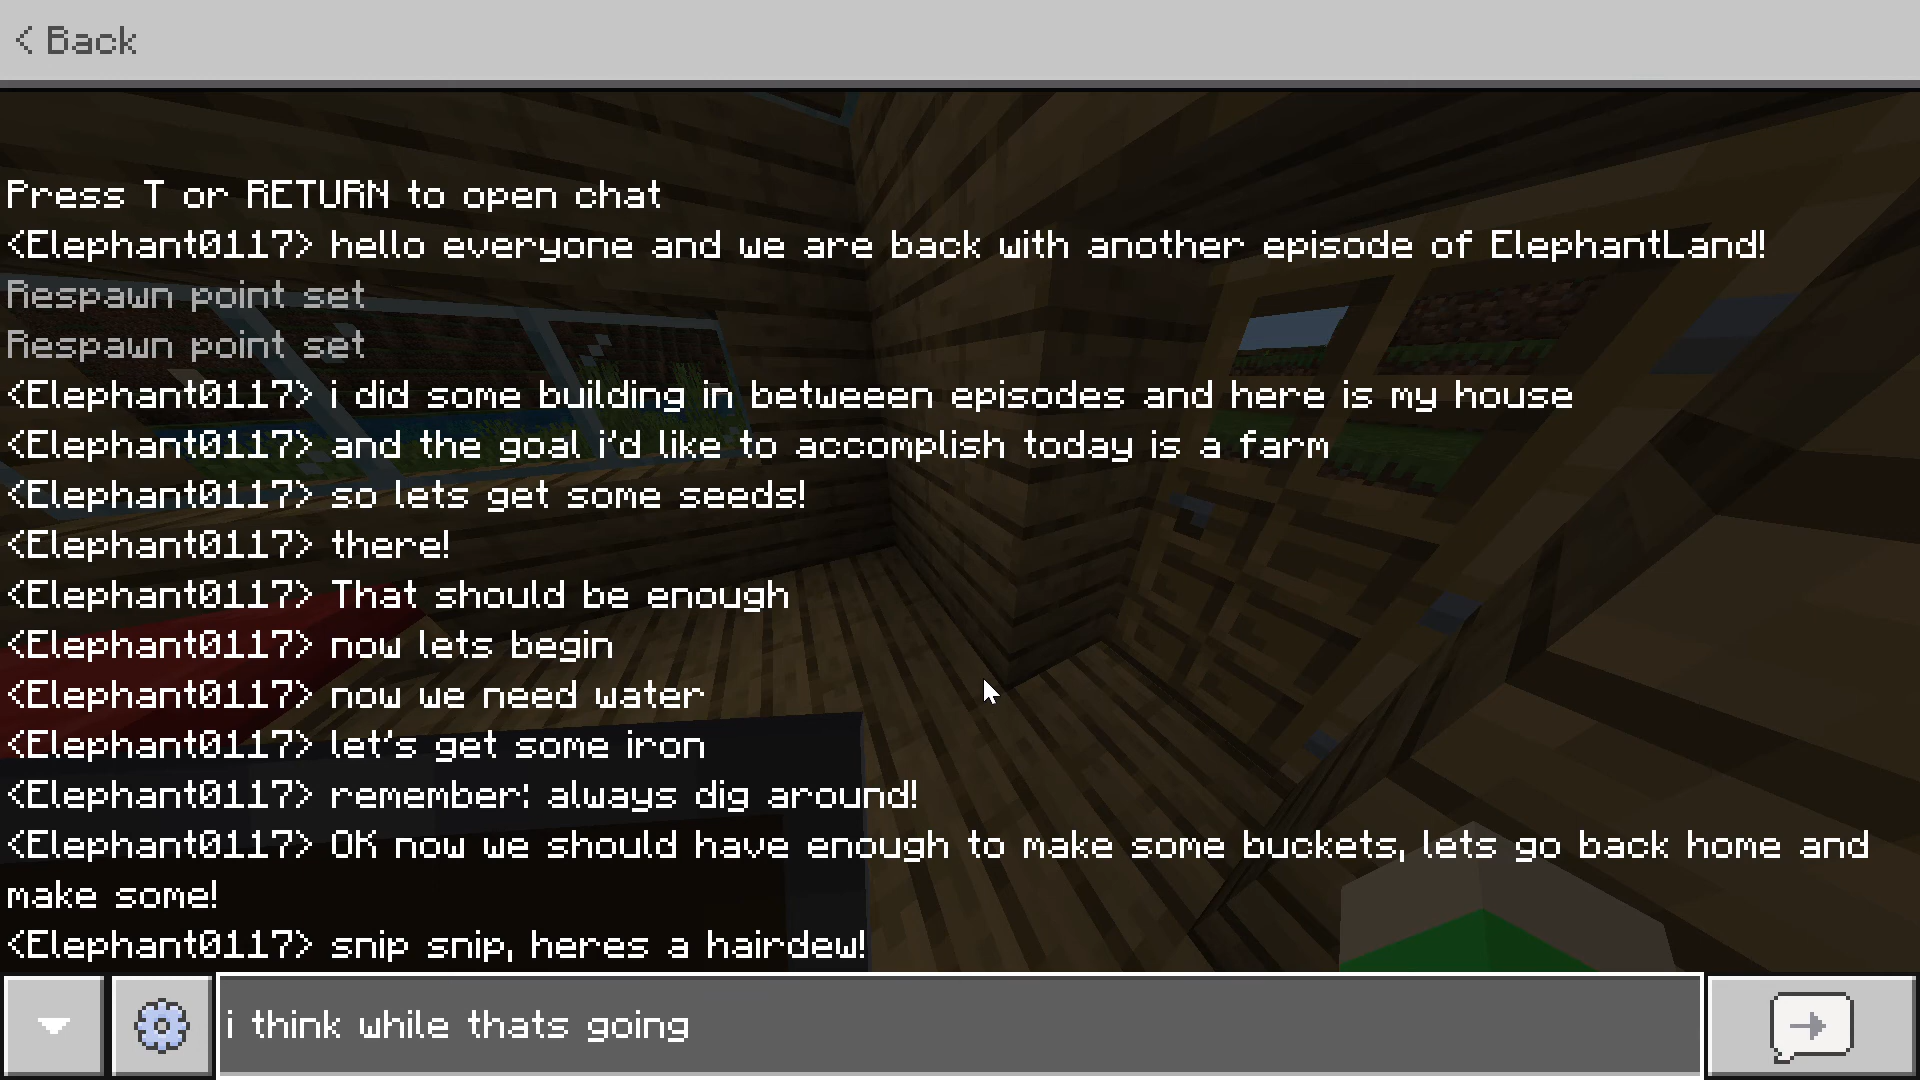 < Back
Press T or RETURN to open chat
<Elephant0117> hello everyone and we are back with another episode of ElephantLand!
Respawn point set
Respawn point set
<Elephant0117> i did some building in betweeen episodes and here is my house
<Elephant0117> and the goal i'd like to accomplish today is a farm
<Elephant0117> so lets get some seeds!
<Elephant0117> there!
<Elephant0117> That should be enough
<Elephant0117> now lets begin
<Elephant0117> now we need water
<Elephant0117> let's get some iron
<Elephant0117> remember: always dig around!
<Elephant0117> OK now we should have enough to make some buckets, lets go back home and
make some!
<Elephant0117> snip snip, heres a hairdew!
i think while thats going